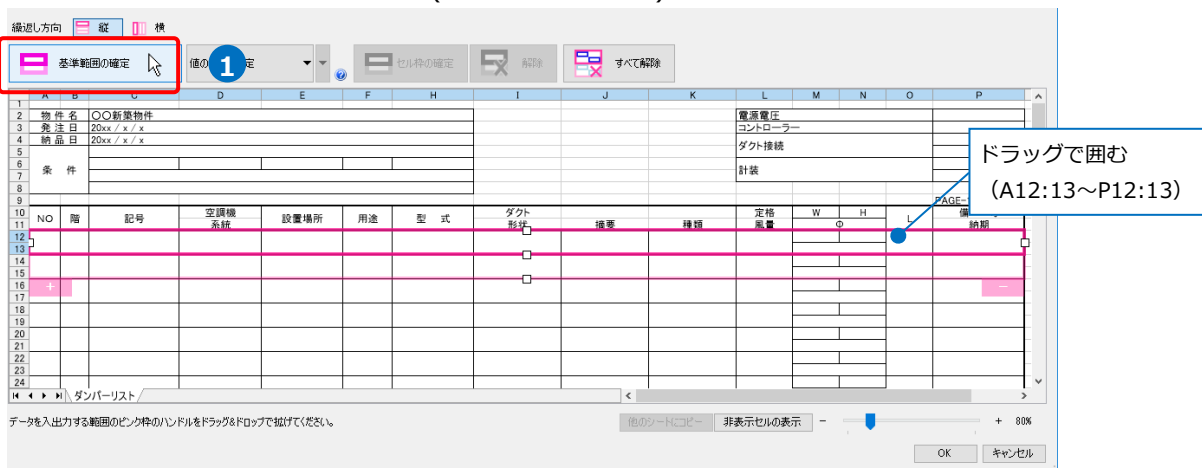 繰返し方向 縦 横
基準範囲の確定 値の 定 セル枠の確定 解除 すべて解除
1
A B C D E F H I J K L M N O P
1
2 物 件 名 〇〇新築物件 電源電圧
3 発 注 日 20xx / x / x コントローラー
4 納 品 日 20xx / x / x
5 ダクト接続
6
7 条 件 計装
8
9 PAGE-
10 NO 階 記号 空調機 設置場所 用途 型 式 ダクト 摘要 種類 定格 W H L 備
11 系統 形状 風量 Φ 納期
12
13
14
15
16 + −
17
18
19
20
21
22
23
24
ドラッグで囲む
（A12:13～P12:13）
ダンパーリスト
データを入出力する範囲のピンク枠のハンドルをドラッグ&ドロップで拡げてください。 他のシートにコピー 非表示セルの表示 − + 80%
OK キャンセル